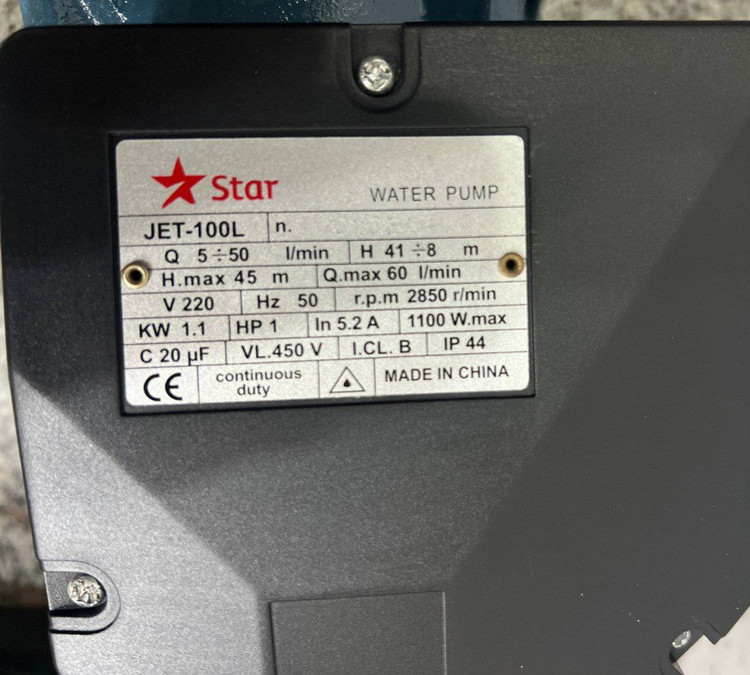 Star
WATER PUMP
JET-100L n.
Q 5÷50 l/min H 41÷8 m
H.max 45 m Q.max 60 l/min
V 220 Hz 50 r.p.m 2850 r/min
KW 1.1 HP 1 In 5.2 A 1100 W.max
C 20 µF VL.450 V I.CL. B IP 44
CE continuous duty MADE IN CHINA